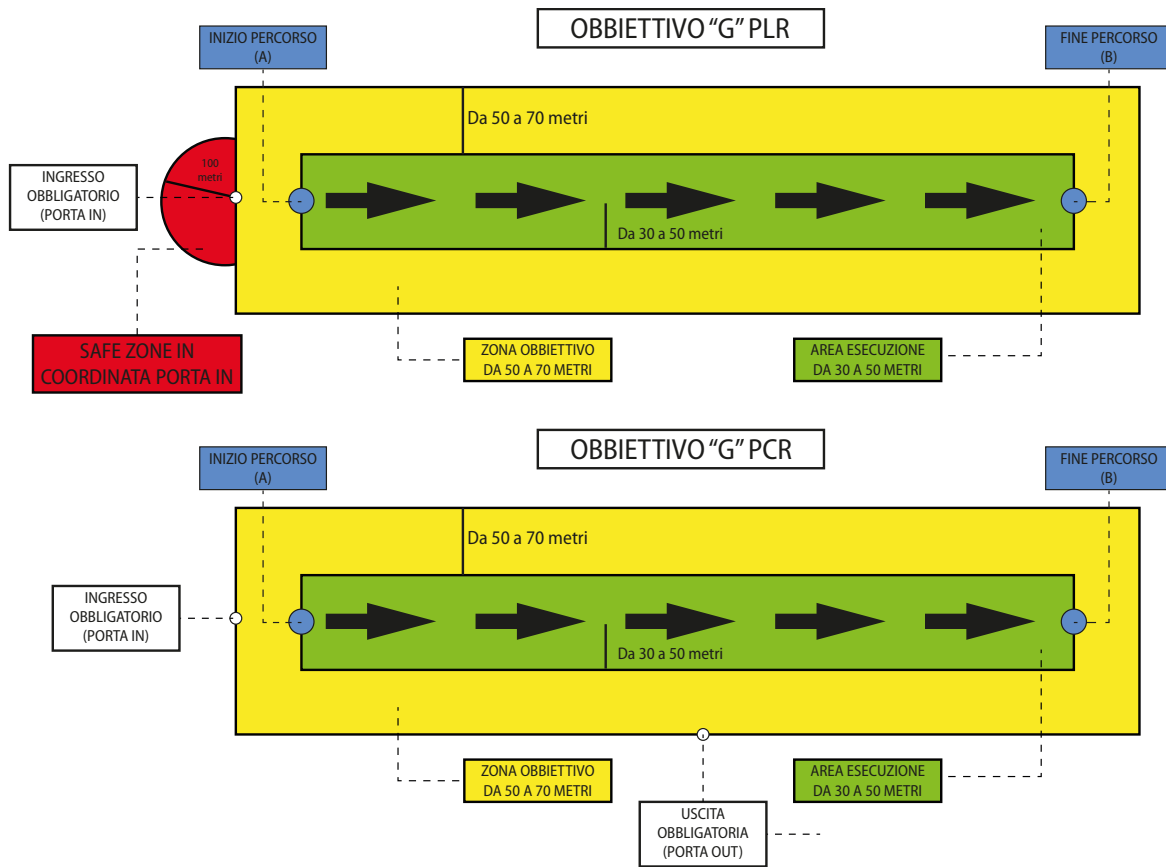 OBBIETTIVO “G” PLR
INIZIO PERCORSO
(A)
FINE PERCORSO
(B)
Da 50 a 70 metri
100
metri
INGRESSO
OBBLIGATORIO
(PORTA IN)
Da 30 a 50 metri
SAFE ZONE IN
COORDINATA PORTA IN
ZONA OBBIETTIVO
DA 50 A 70 METRI
AREA ESECUZIONE
DA 30 A 50 METRI
OBBIETTIVO “G” PCR
INIZIO PERCORSO
(A)
FINE PERCORSO
(B)
Da 50 a 70 metri
INGRESSO
OBBLIGATORIO
(PORTA IN)
Da 30 a 50 metri
ZONA OBBIETTIVO
DA 50 A 70 METRI
AREA ESECUZIONE
DA 30 A 50 METRI
USCITA
OBBLIGATORIA
(PORTA OUT)